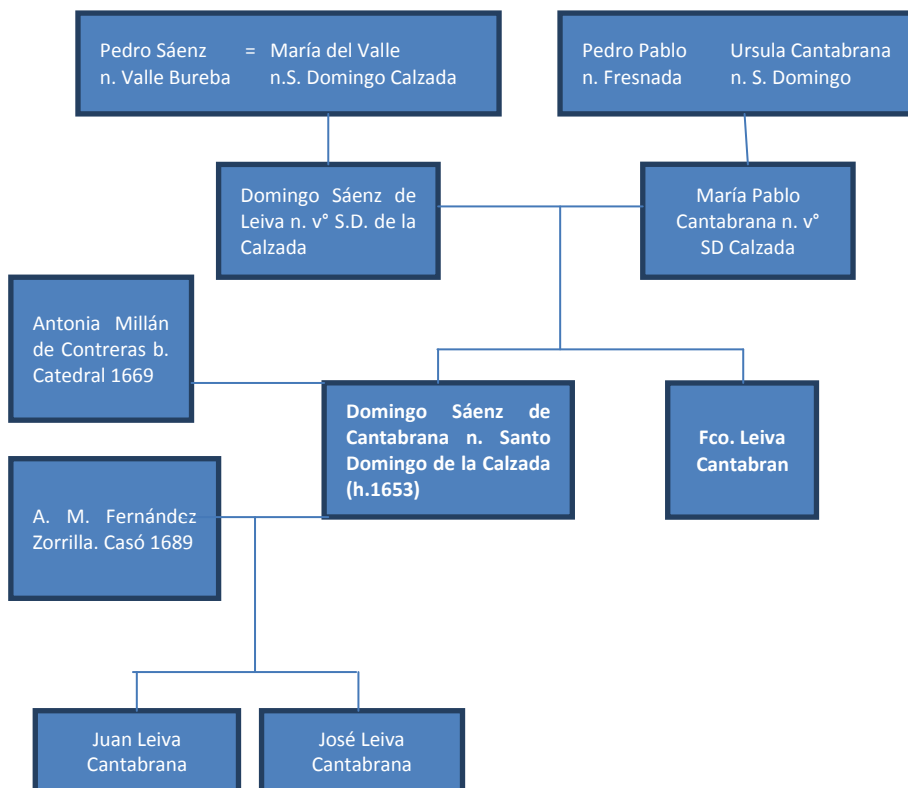 Pedro Sáenz = María del Valle
n. Valle Bureba n.S. Domingo Calzada
Pedro Pablo Ursula Cantabrana
n. Fresnada n. S. Domingo
Domingo Sáenz de
Leiva n. v° S.D. de la
Calzada
María Pablo
Cantabrana n. v°
SD Calzada
Antonia Millán
de Contreras b.
Catedral 1669
Domingo Sáenz de
Cantabrana n. Santo
Domingo de la Calzada
(h.1653)
Fco. Leiva
Cantabran
A. M. Fernández
Zorrilla. Casó 1689
Juan Leiva
Cantabrana
José Leiva
Cantabrana